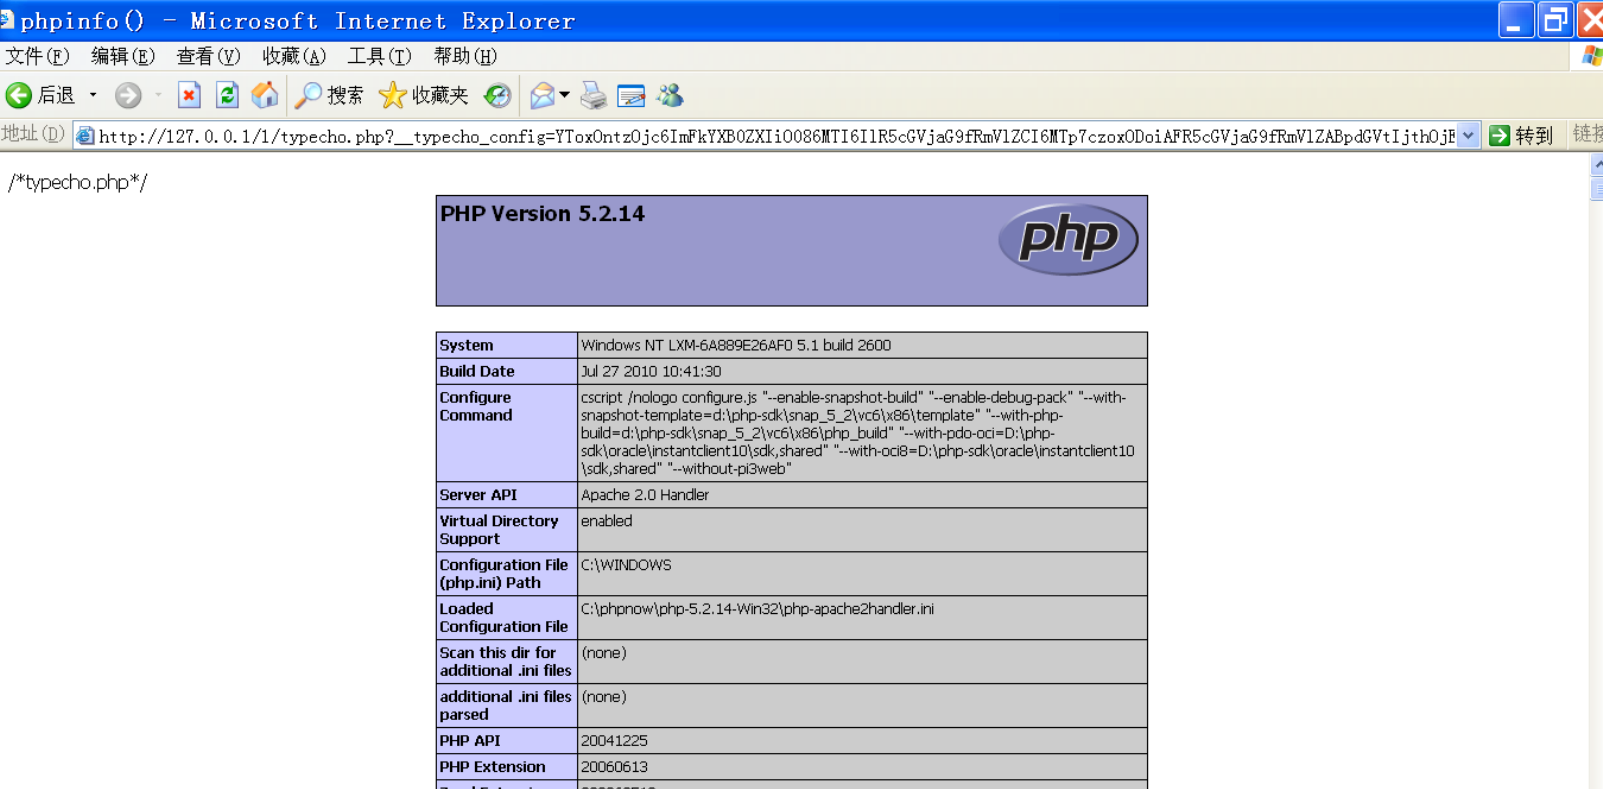 phpinfo() - Microsoft Internet Explorer
文件(F) 编辑(E) 查看(V) 收藏(A) 工具(T) 帮助(H)
后退 搜索 收藏夹
地址(D) http://127.0.0.1/1/typecho.php?__typecho_config=YToxOntzOjc6ImFkYXB0ZXIiO086MTI6IlR5cGVjaG9fRmVlZCI6MTp7czoxODoiAFR5cGVjaG9fRmVlZABpdGVtIjthOjE 转到 链接
/*typecho.php*/
PHP Version 5.2.14
php
System Windows NT LXM-6A889E26AF0 5.1 build 2600
Build Date Jul 27 2010 10:41:30
Configure Command cscript /nologo configure.js "--enable-snapshot-build" "--enable-debug-pack" "--with-
snapshot-template=d:\php-sdk\snap_5_2\vc6\x86\template" "--with-php-
build=d:\php-sdk\snap_5_2\vc6\x86\php_build" "--with-pdo-oci=D:\php-
sdk\oracle\instantclient10\sdk,shared" "--with-oci8=D:\php-sdk\oracle\instantclient10
\sdk,shared" "--without-pi3web"
Server API Apache 2.0 Handler
Virtual Directory
Support enabled
Configuration File
(php.ini) Path C:\WINDOWS
Loaded
Configuration File C:\phpnow\php-5.2.14-Win32\php-apache2handler.ini
Scan this dir for
additional .ini files (none)
additional .ini files
parsed (none)
PHP API 20041225
PHP Extension 20060613